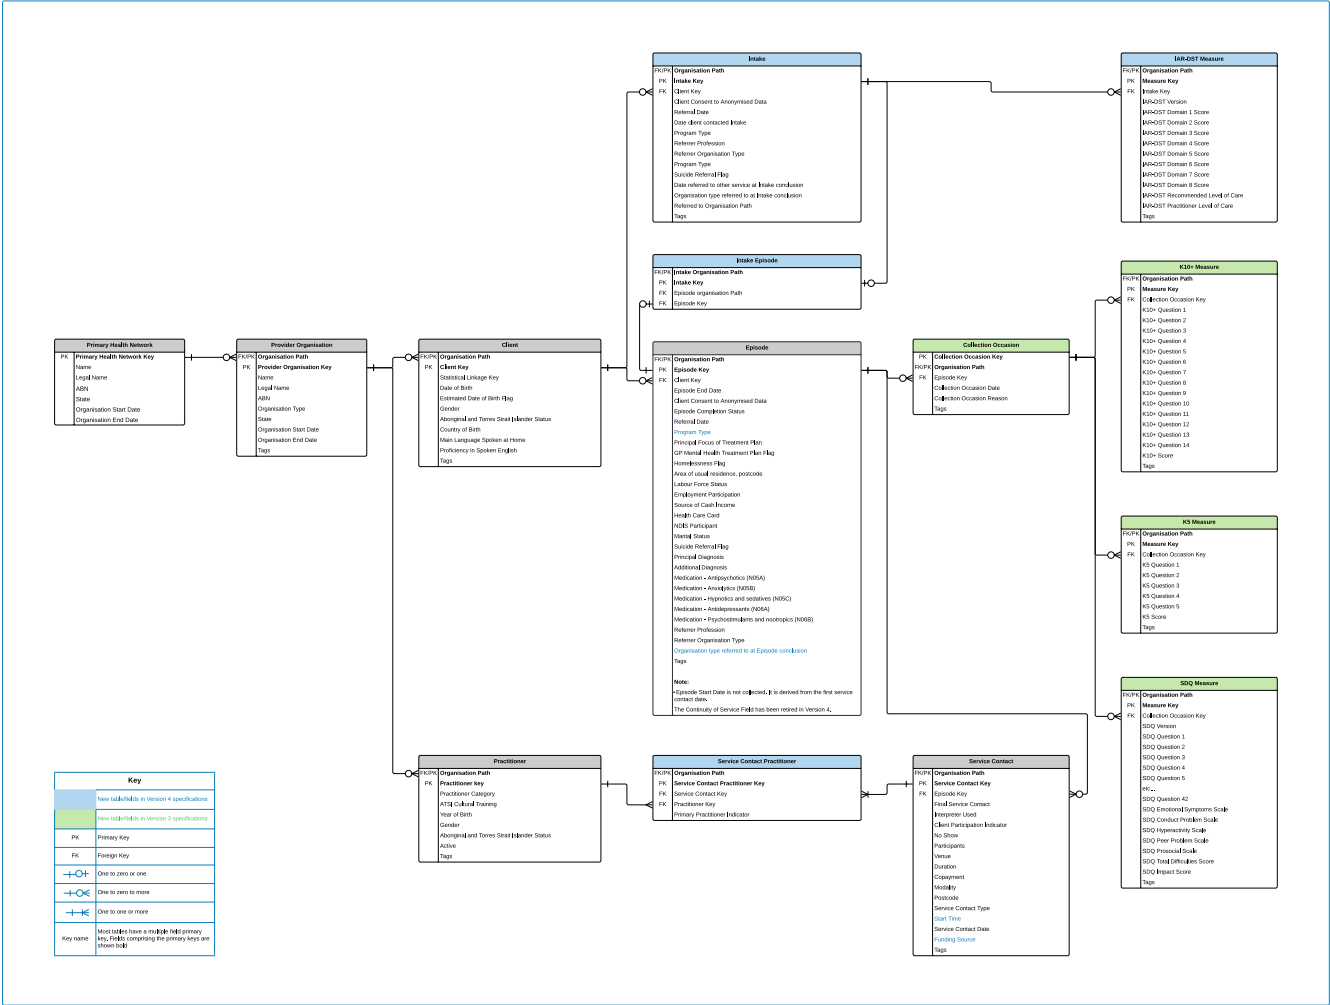 Intake
FK/PK Organisation Path
PK Intake Key
FK Client Key
Client Consent to Anonymised Data
Referral Date
Date client contacted Intake
Program Type
Referrer Profession
Referrer Organisation Type
Program Type
Suicide Referral Flag
Date referred to other service at Intake conclusion
Organisation type referred to at Intake conclusion
Referred to Organisation Path
Tags
IAR-DST Measure
FK/PK Organisation Path
PK Measure Key
FK Intake Key
IAR-DST Version
IAR-DST Domain 1 Score
IAR-DST Domain 2 Score
IAR-DST Domain 3 Score
IAR-DST Domain 4 Score
IAR-DST Domain 5 Score
IAR-DST Domain 6 Score
IAR-DST Domain 7 Score
IAR-DST Domain 8 Score
IAR-DST Recommended Level of Care
IAR-DST Practitioner Level of Care
Tags
Intake Episode
FK/PK Intake Organisation Path
PK Intake Key
FK Episode organisation Path
FK Episode Key
K10+ Measure
FK/PK Organisation Path
PK Measure Key
FK Collection Occasion Key
K10+ Question 1
K10+ Question 2
K10+ Question 3
K10+ Question 4
K10+ Question 5
K10+ Question 6
K10+ Question 7
K10+ Question 8
K10+ Question 9
K10+ Question 10
K10+ Question 11
K10+ Question 12
K10+ Question 13
K10+ Question 14
K10+ Score
Tags
Primary Health Network
PK Primary Health Network Key
Name
Legal Name
ABN
State
Organisation Start Date
Organisation End Date
Provider Organisation
FK/PK Organisation Path
PK Provider Organisation Key
Name
Legal Name
ABN
Organisation Type
State
Organisation Start Date
Organisation End Date
Tags
Client
FK/PK Organisation Path
PK Client Key
Statistical Linkage Key
Date of Birth
Estimated Date of Birth Flag
Gender
Aboriginal and Torres Strait Islander Status
Country of Birth
Main Language Spoken at Home
Proficiency in Spoken English
Tags
Episode
FK/PK Organisation Path
PK Episode Key
FK Client Key
Episode End Date
Client Consent to Anonymised Data
Episode Completion Status
Referral Date
Program Type
Principal Focus of Treatment Plan
GP Mental Health Treatment Plan Flag
Homelessness Flag
Area of usual residence, postcode
Labour Force Status
Employment Participation
Source of Cash Income
Health Care Card
NDIS Participant
Marital Status
Suicide Referral Flag
Principal Diagnosis
Additional Diagnosis
Medication - Antipsychotics (N05A)
Medication - Anxiolytics (N05B)
Medication - Hypnotics and sedatives (N05C)
Medication - Antidepressants (N06A)
Medication - Psychostimulants and nootropics (N06B)
Referrer Profession
Referrer Organisation Type
Organisation type referred to at Episode conclusion
Tags
Note:
• Episode Start Date is not collected. It is derived from the first service
contact date.
The Continuity of Service Field has been retired in Version 4.
Collection Occasion
PK Collection Occasion Key
FK/PK Organisation Path
FK Episode Key
Collection Occasion Date
Collection Occasion Reason
Tags
K5 Measure
FK/PK Organisation Path
PK Measure Key
FK Collection Occasion Key
K5 Question 1
K5 Question 2
K5 Question 3
K5 Question 4
K5 Question 5
K5 Score
Tags
SDQ Measure
FK/PK Organisation Path
PK Measure Key
FK Collection Occasion Key
SDQ Version
SDQ Question 1
SDQ Question 2
SDQ Question 3
SDQ Question 4
SDQ Question 5
etc...
SDQ Question 42
SDQ Emotional Symptoms Scale
SDQ Conduct Problem Scale
SDQ Hyperactivity Scale
SDQ Peer Problem Scale
SDQ Prosocial Scale
SDQ Total Difficulties Score
SDQ Impact Score
Tags
Practitioner
FK/PK Organisation Path
PK Practitioner key
Practitioner Category
ATSI Cultural Training
Year of Birth
Gender
Aboriginal and Torres Strait Islander Status
Active
Tags
Service Contact Practitioner
FK/PK Organisation Path
PK Service Contact Practitioner Key
FK Service Contact Key
FK Practitioner Key
Primary Practitioner Indicator
Service Contact
FK/PK Organisation Path
PK Service Contact Key
FK Episode Key
Final Service Contact
Interpreter Used
Client Participation Indicator
No Show
Participants
Venue
Duration
Copayment
Modality
Postcode
Service Contact Type
Start Time
Service Contact Date
Funding Source
Tags
Key
New table/fields in Version 4 specifications
New table/fields in Version 3 specifications
PK Primary Key
FK Foreign Key
One to zero or one
One to zero to more
One to one or more
Key name Most tables have a multiple field primary
key, Fields comprising the primary keys are
shown bold